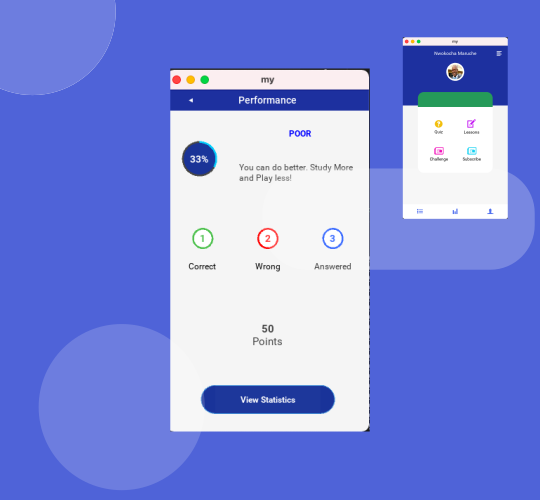 my
Performance
POOR
33%
You can do better. Study More
and Play less!
1
2
3
Correct
Wrong
Answered
50
Points
View Statistics
my
Nwokocha Maruche
Quiz
Lessons
Challenge
Subscribe